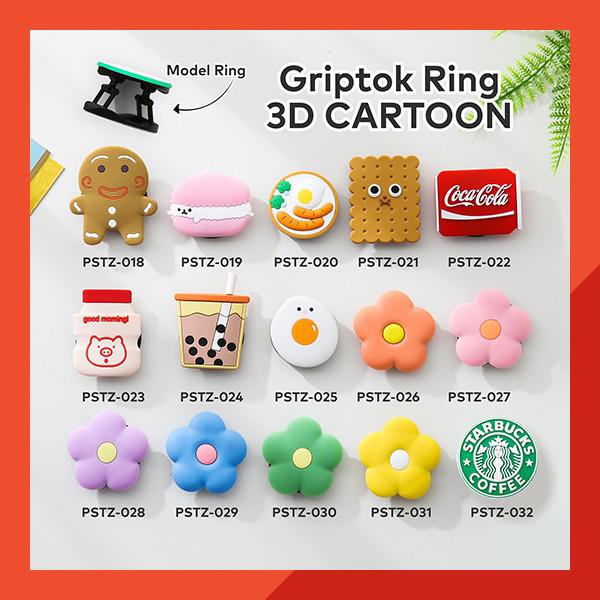 Model Ring
Griptok Ring
3D CARTOON
PSTZ-018
PSTZ-019
PSTZ-020
PSTZ-021
Coca-Cola
PSTZ-022
good morning!
PSTZ-023
PSTZ-024
PSTZ-025
PSTZ-026
PSTZ-027
PSTZ-028
PSTZ-029
PSTZ-030
PSTZ-031
STARBUCKS
COFFEE
PSTZ-032